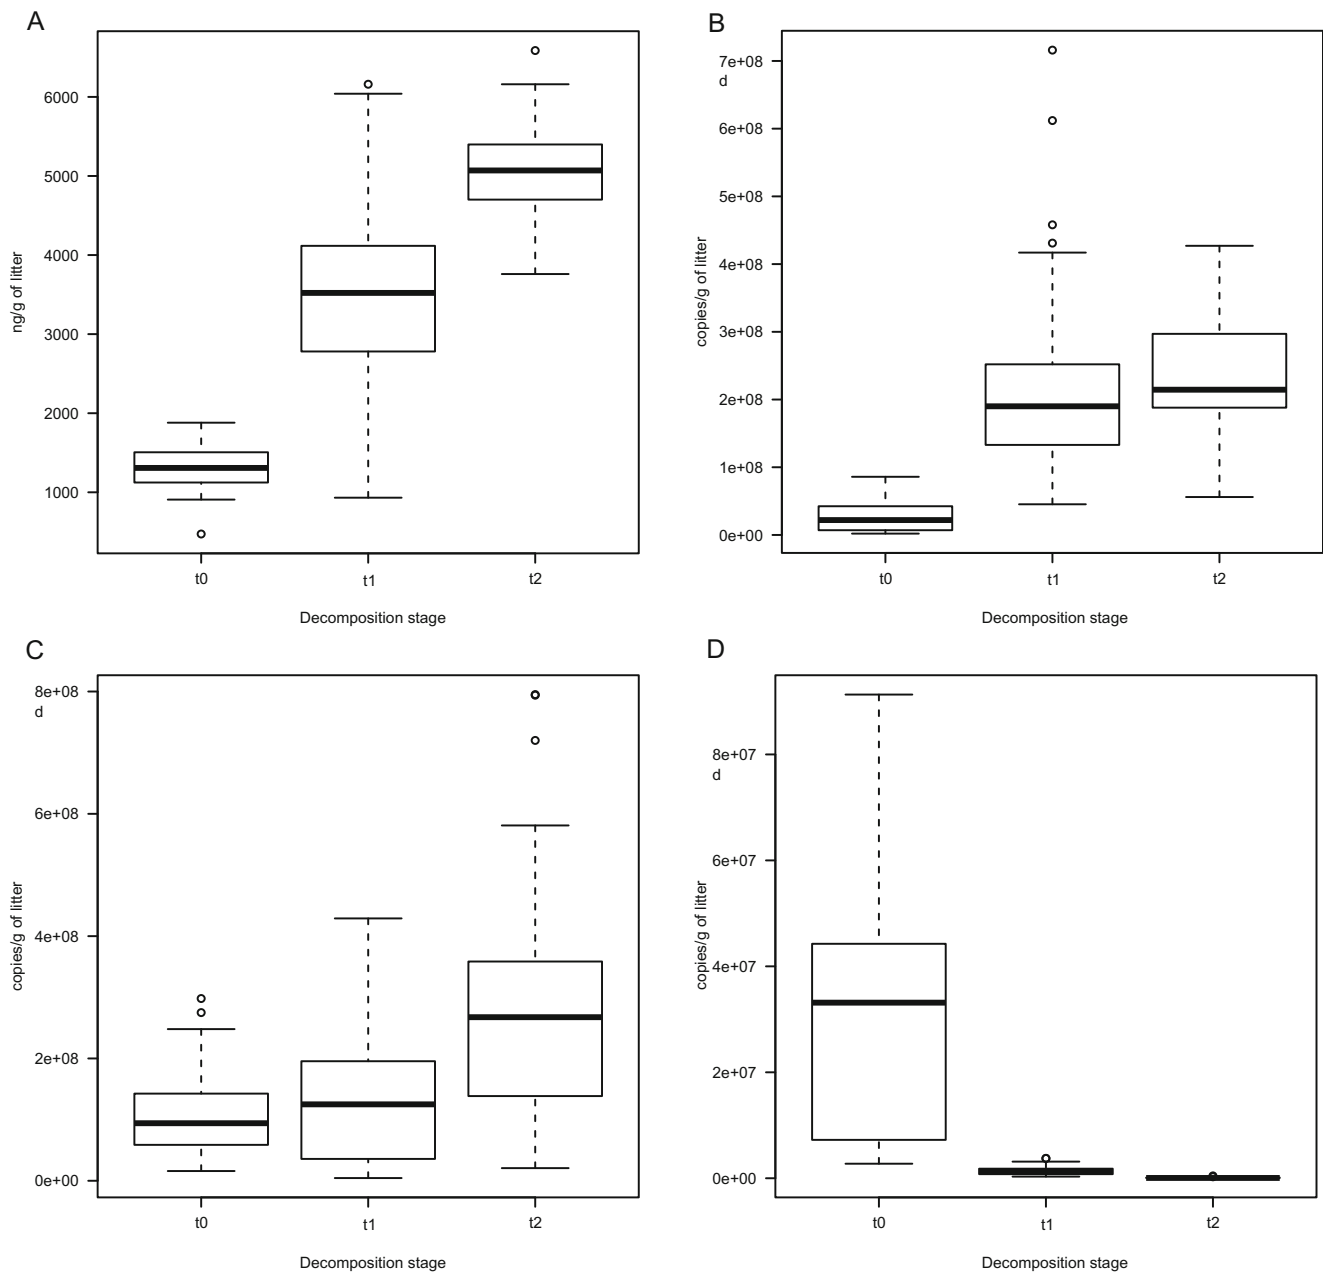 A
6000
5000
4000
3000
2000
1000
ng/g of litter
t0
t1
t2
Decomposition stage
B
7e+08
d
6e+08
5e+08
4e+08
3e+08
2e+08
1e+08
0e+00
copies/g of litter
t0
t1
t2
Decomposition stage
C
8e+08
d
6e+08
4e+08
2e+08
0e+00
copies/g of litter
t0
t1
t2
Decomposition stage
D
8e+07
d
6e+07
4e+07
2e+07
0e+00
copies/g of litter
t0
t1
t2
Decomposition stage